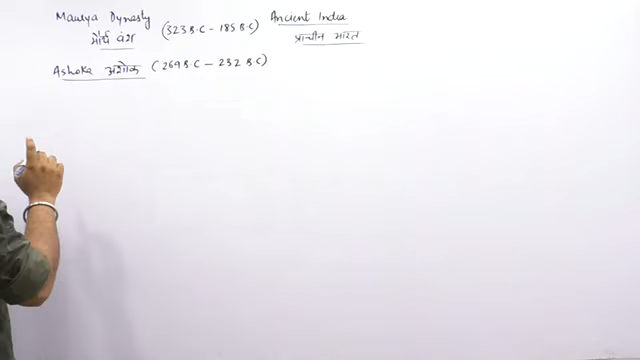 Maurya Dynasty (323 B.C - 185 B.C) Ancient India
मौर्य वंश प्राचीन भारत
Ashoka अशोक (269 B.C - 232 B.C)